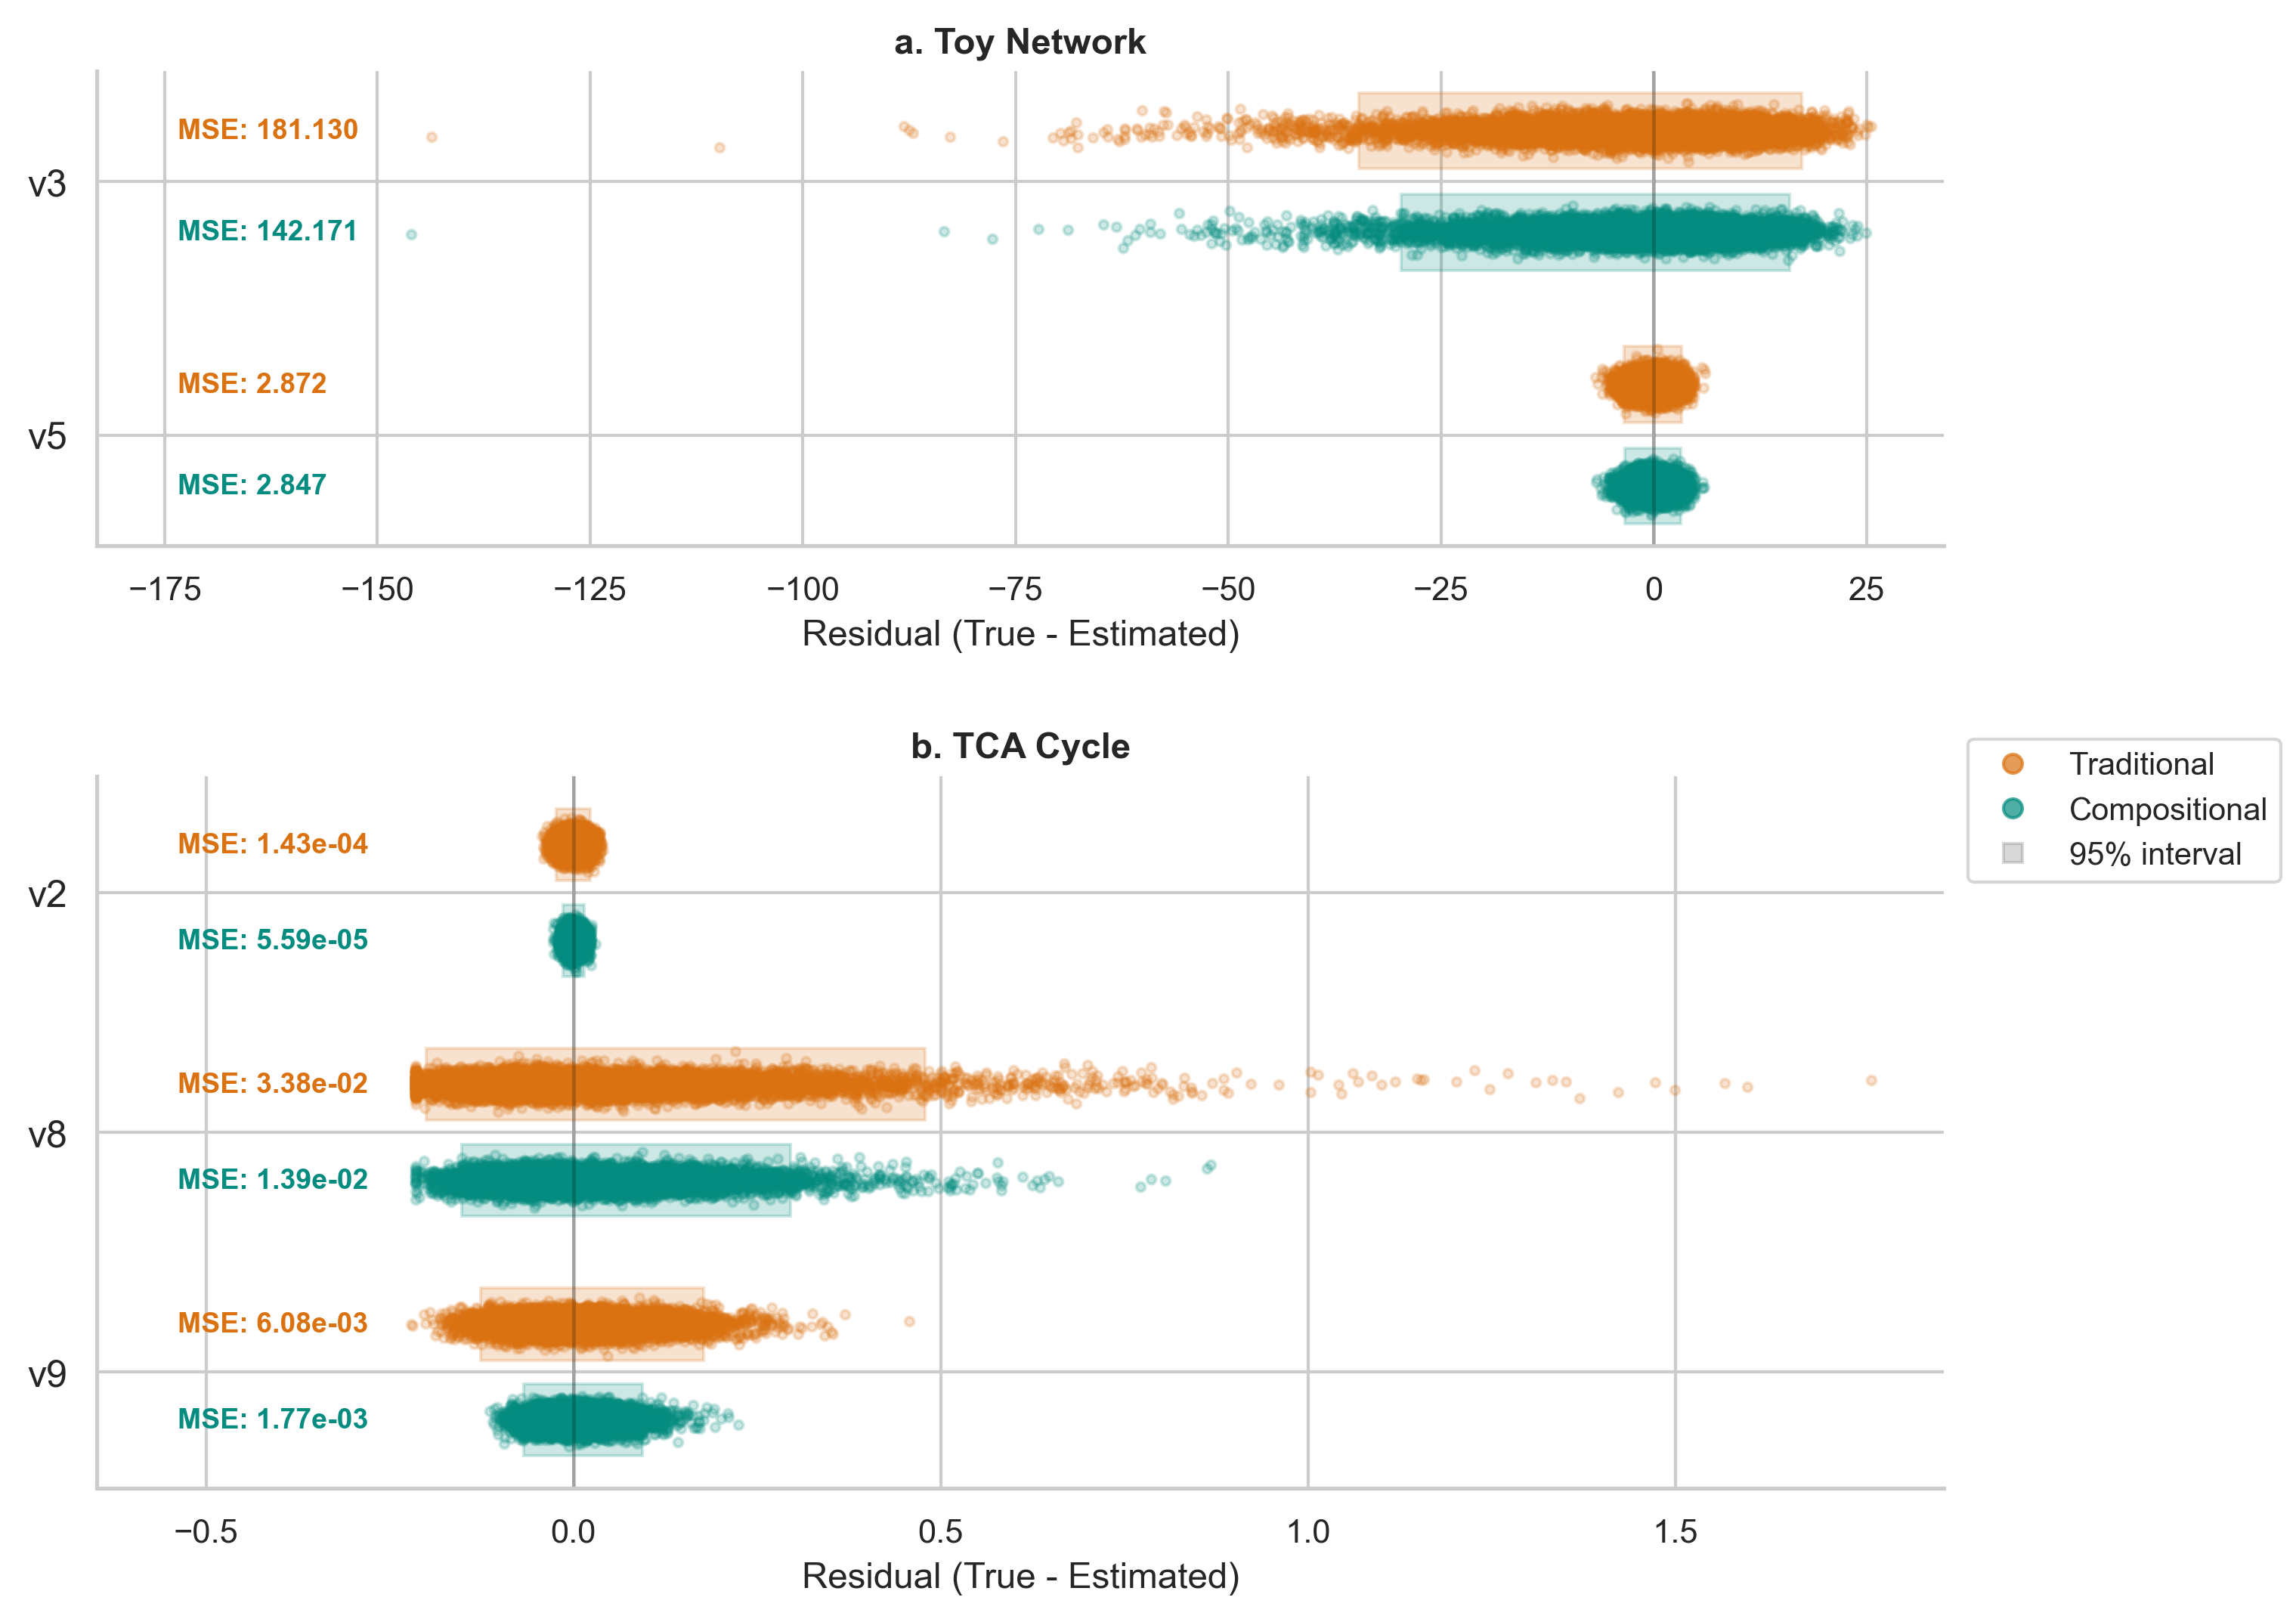 a. Toy Network
MSE: 181.130
v3
MSE: 142.171
MSE: 2.872
v5
MSE: 2.847
−175 −150 −125 −100 −75 −50 −25 0 25
Residual (True - Estimated)
b. TCA Cycle
Traditional
Compositional
95% interval
MSE: 1.43e-04
v2
MSE: 5.59e-05
MSE: 3.38e-02
v8
MSE: 1.39e-02
MSE: 6.08e-03
v9
MSE: 1.77e-03
−0.5 0.0 0.5 1.0 1.5
Residual (True - Estimated)